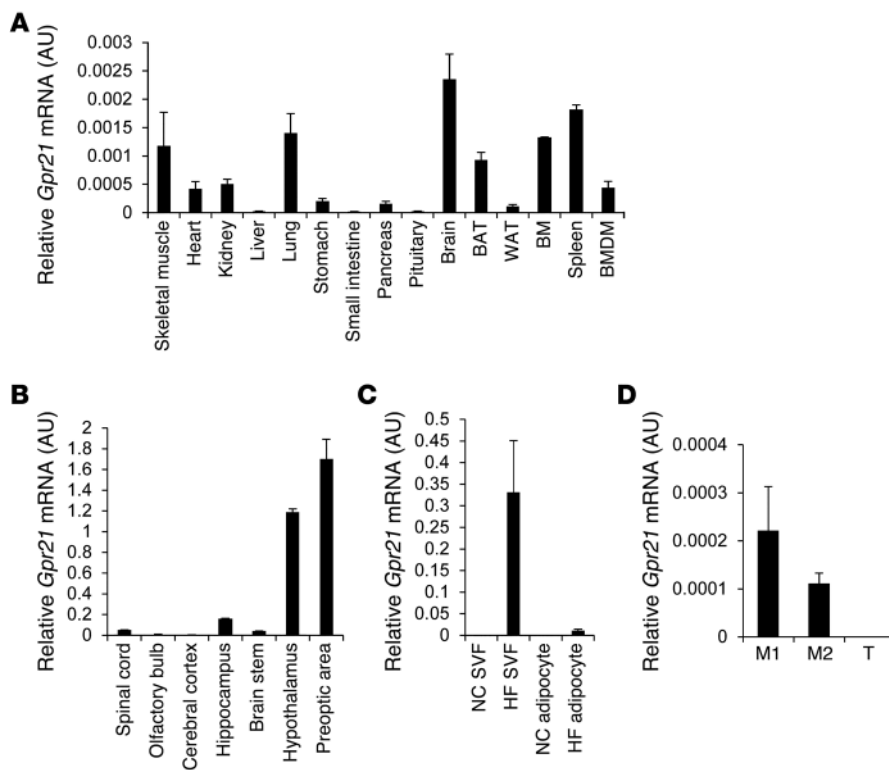 A
Relative Gpr21 mRNA (AU)
0.003
0.0025
0.002
0.0015
0.001
0.0005
0
Skeletal muscle
Heart
Kidney
Liver
Lung
Stomach
Small intestine
Pancreas
Pituitary
Brain
BAT
WAT
BM
Spleen
BMDM
B
Relative Gpr21 mRNA (AU)
2
1.8
1.6
1.4
1.2
1
0.8
0.6
0.4
0.2
0
Spinal cord
Olfactory bulb
Cerebral cortex
Hippocampus
Brain stem
Hypothalamus
Preoptic area
C
Relative Gpr21 mRNA (AU)
0.5
0.45
0.4
0.35
0.3
0.25
0.2
0.15
0.1
0.05
0
NC SVF
HF SVF
NC adipocyte
HF adipocyte
D
Relative Gpr21 mRNA (AU)
0.0004
0.0003
0.0002
0.0001
0
M1
M2
T